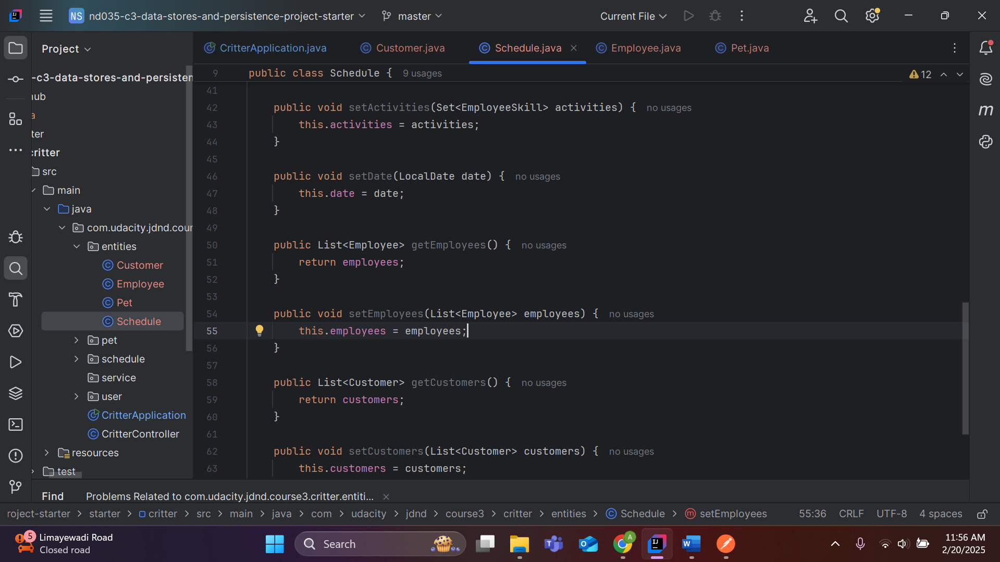 NS nd035-c3-data-stores-and-persistence-project-starter master Current File
Project
CritterApplication.java Customer.java Schedule.java Employee.java Pet.java
-c3-data-stores-and-persisten
hub
a
ter
critter
src
main
java
com.udacity.jdnd.cour
entities
Customer
Employee
Pet
Schedule
pet
schedule
service
user
CritterApplication
CritterController
resources
test
9 public class Schedule { 9 usages
12
41
42 public void setActivities(Set<EmployeeSkill> activities) { no usages
43 this.activities = activities;
44 }
45
46 public void setDate(LocalDate date) { no usages
47 this.date = date;
48 }
49
50 public List<Employee> getEmployees() { no usages
51 return employees;
52 }
53
54 public void setEmployees(List<Employee> employees) { no usages
55 this.employees = employees;
56 }
57
58 public List<Customer> getCustomers() { no usages
59 return customers;
60 }
61
62 public void setCustomers(List<Customer> customers) { no usages
63 this.customers = customers;
Find Problems Related to com.udacity.jdnd.course3.critter.entiti...
roject-starter > starter > critter > src > main > java > com > udacity > jdnd > course3 > critter > entities > Schedule > setEmployees 55:36 CRLF UTF-8 4 spaces
5 Limayewadi Road
Closed road
Search
11:56 AM
2/20/2025